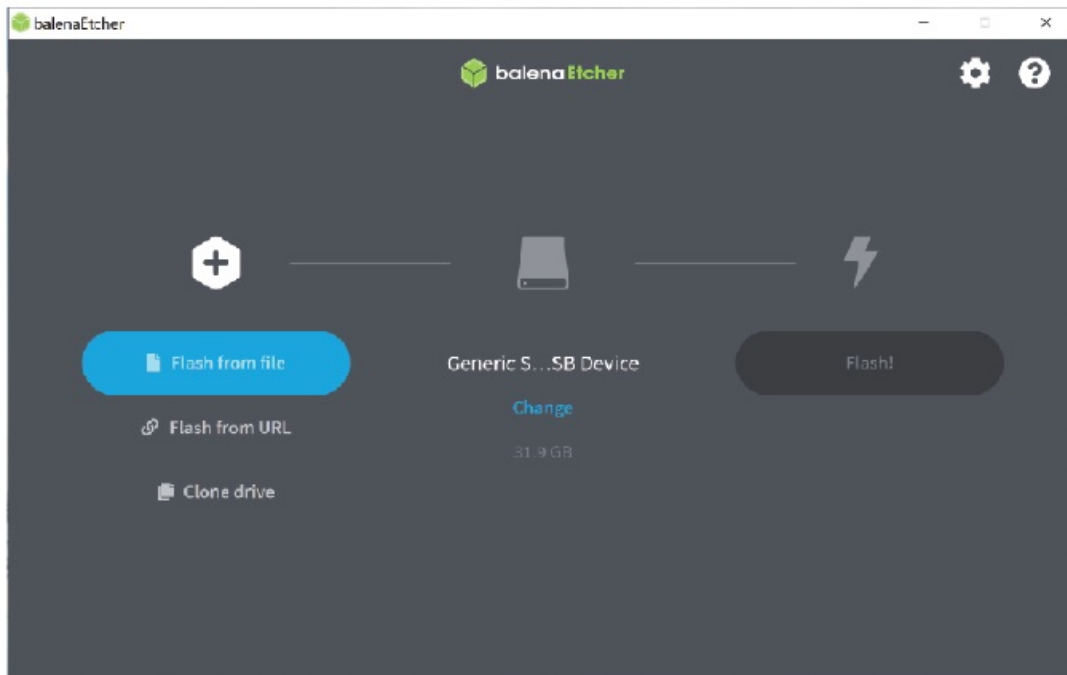 balenaEtcher
balenaEtcher
Flash from file
Flash from URL
Clone drive
Generic S...SB Device
Change
31.9 GB
Flash!